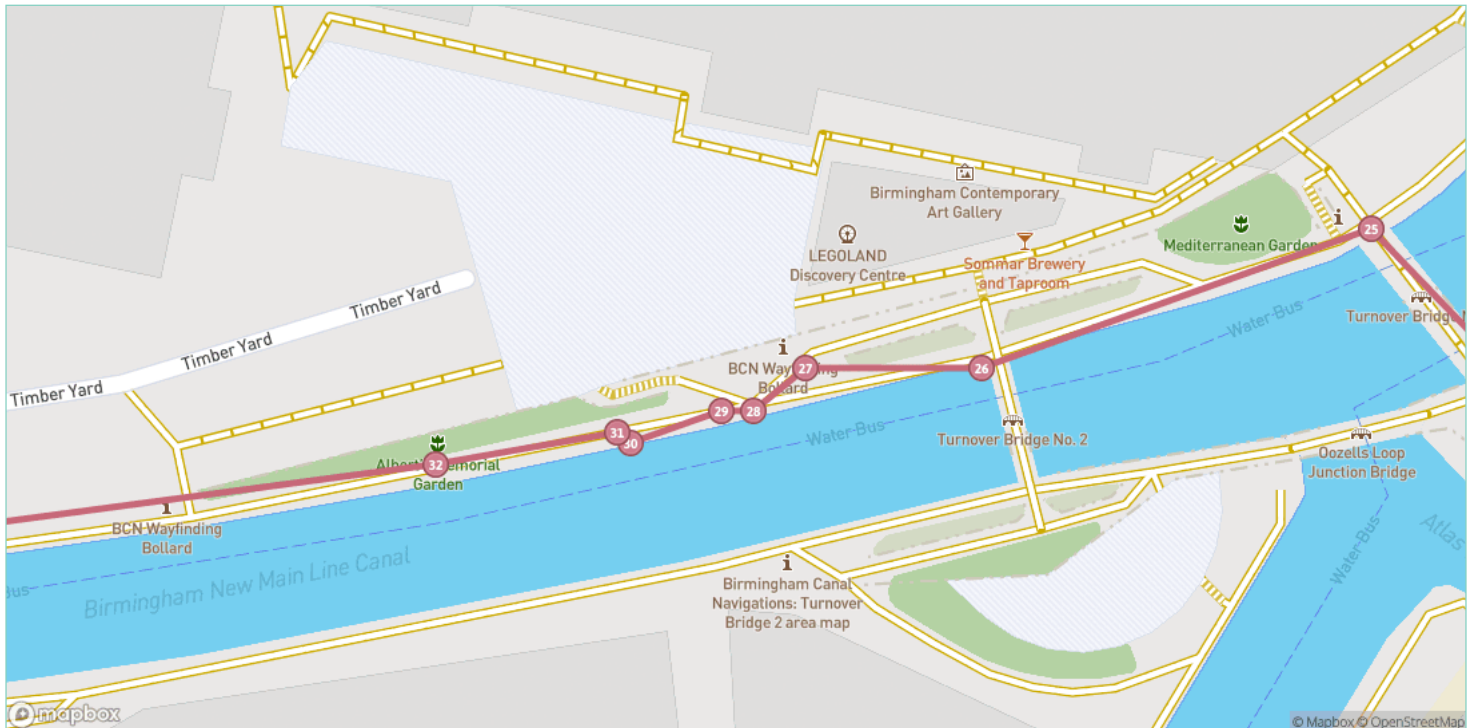 Birmingham Contemporary
Art Gallery
LEGOLAND
Discovery Centre
Sommar Brewery
and Taproom
Mediterranean Garden
25
Turnover Bridge
Water Bus
Timber Yard
Timber Yard
Timber Yard
BCN Wayfinding
Bollard
27
26
29
28
31
30
32
Water Bus
Turnover Bridge No. 2
Oozells Loop
Junction Bridge
Memorial
Garden
BCN Wayfinding
Bollard
Birmingham New Main Line Canal
Bus
Birmingham Canal
Navigations: Turnover
Bridge 2 area map
Water Bus
Atlas
mapbox
© Mapbox © OpenStreetMap